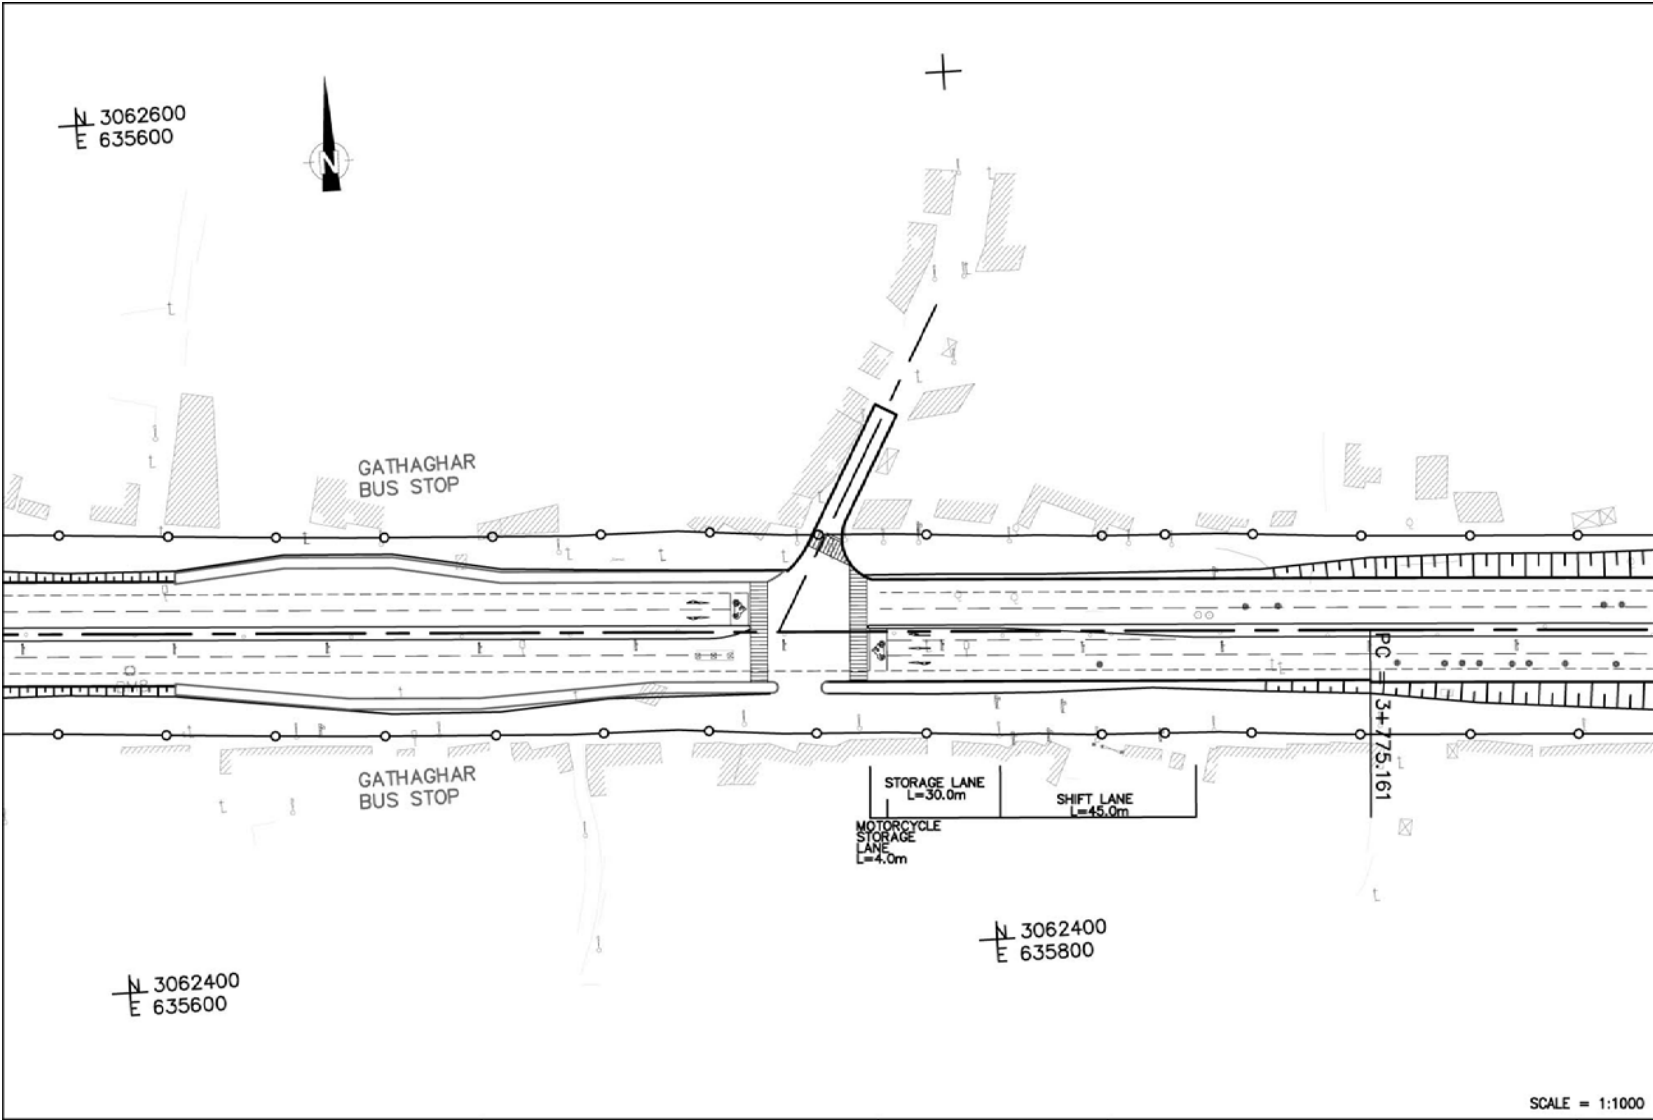 N 3062600
E 635600
N
GATHAGHAR
BUS STOP
GATHAGHAR
BUS STOP
STORAGE LANE
L=30.0m
SHIFT LANE
L=45.0m
MOTORCYCLE
STORAGE
LANE
L=4.0m
PC = 3+775.161
N 3062400
E 635800
N 3062400
E 635600
SCALE = 1:1000